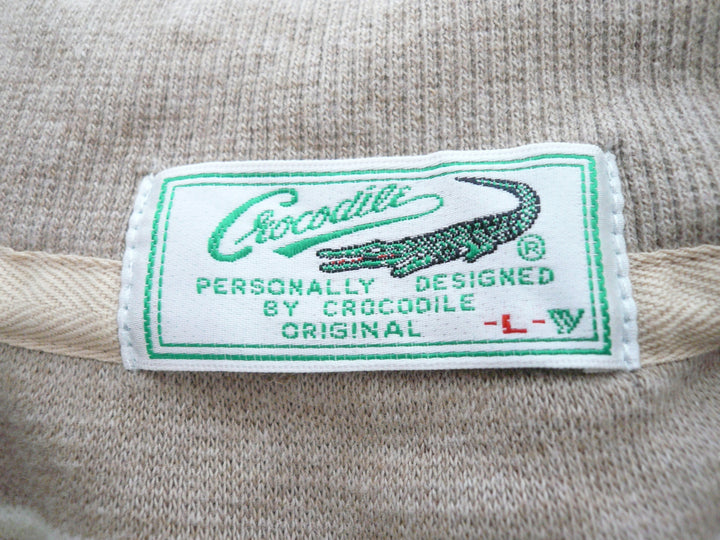 Crocodile
®
PERSONALLY DESIGNED
BY CROCODILE
ORIGINAL
-L-